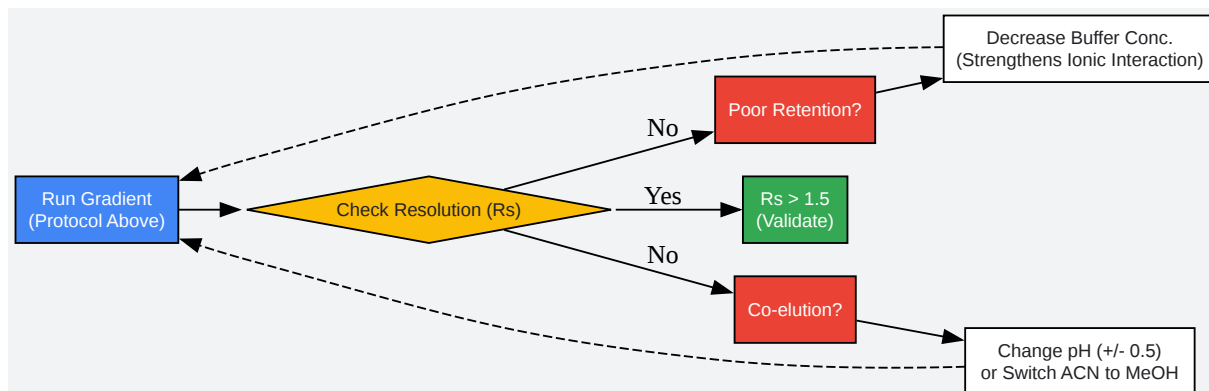 Decrease Buffer Conc.
(Strengthens Ionic Interaction)
Poor Retention?
No
Run Gradient
(Protocol Above)
Check Resolution (Rs)
Yes
Rs > 1.5
(Validate)
No
Co-elution?
Change pH (+/- 0.5)
or Switch ACN to MeOH